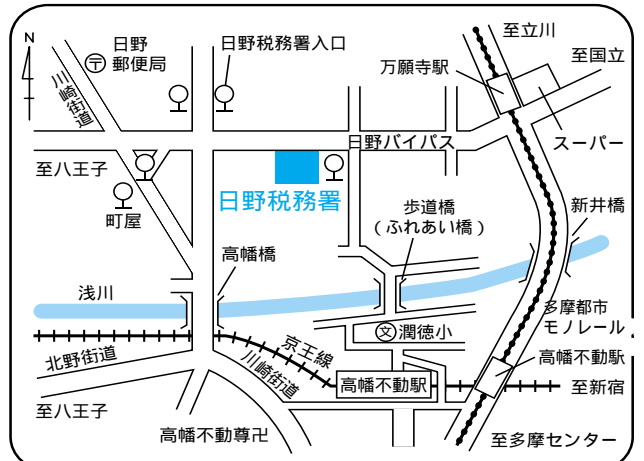 N
日野
郵便局
日野税務署入口
至立川
万願寺駅
至国立
川崎街道
日野バイパス
スーパー
至八王子
町屋
日野税務署
歩道橋
(ふれあい橋)
新井橋
高幡橋
浅川
多摩都市
モノレール
文
潤徳小
京王線
北野街道
川崎街道
高幡不動駅
高幡不動駅
至新宿
至八王子
高幡不動尊卍
至多摩センター